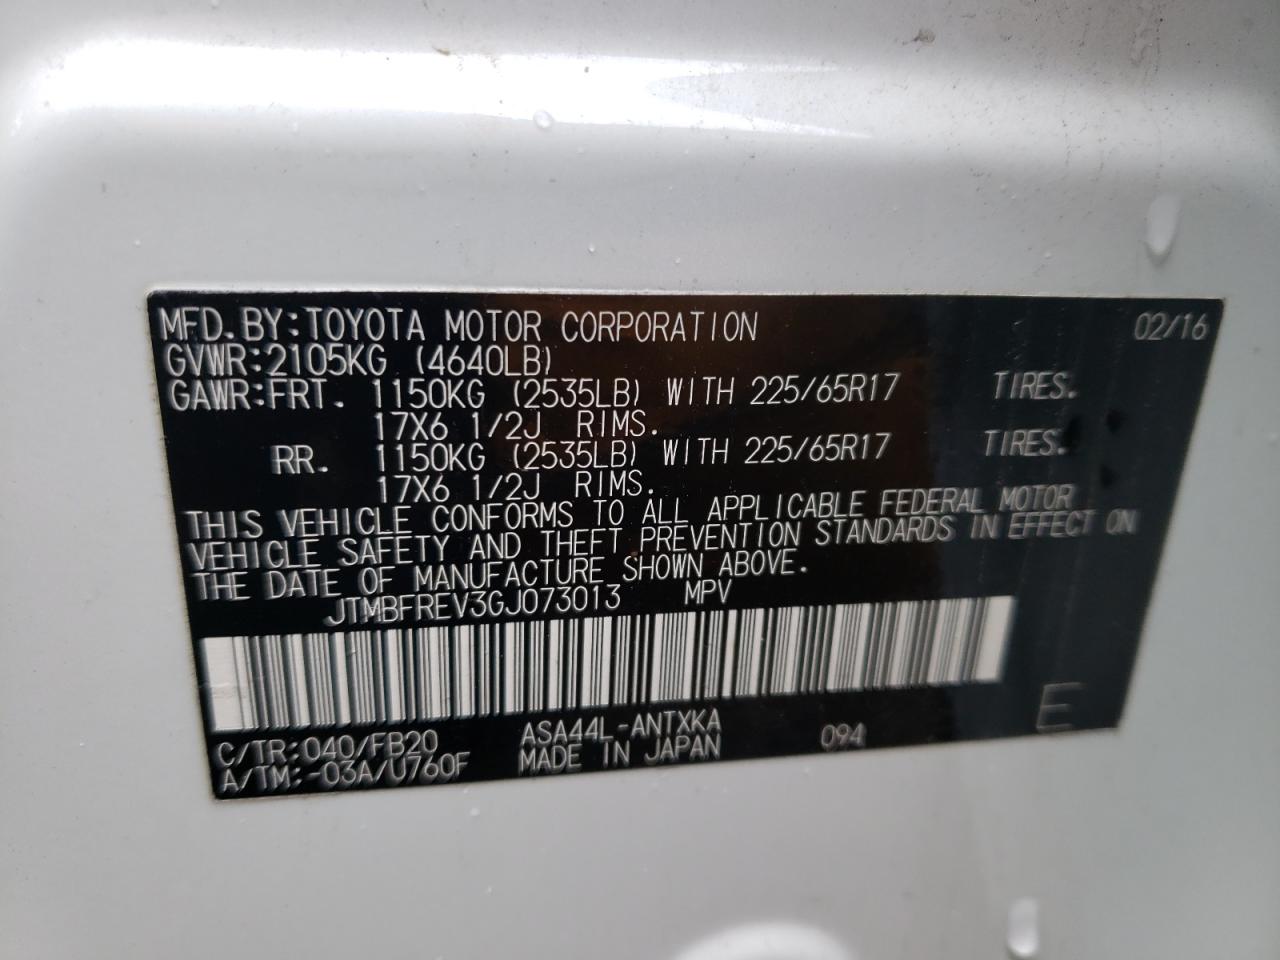 MFD.BY:TOYOTA MOTOR CORPORATION 02/16
GVWR:2105KG (4640LB)
GAWR:FRT. 1150KG (2535LB) WITH 225/65R17 TIRES.
17X6 1/2J RIMS.
RR. 1150KG (2535LB) WITH 225/65R17 TIRES.
17X6 1/2J RIMS.
THIS VEHICLE CONFORMS TO ALL APPLICABLE FEDERAL MOTOR
VEHICLE SAFETY AND THEFT PREVENTION STANDARDS IN EFFECT ON
THE DATE OF MANUFACTURE SHOWN ABOVE.
JTMBFREV3GJ073013 MPV
E
C/TR:040/FB20 ASA44L-ANTXKA 094
A/TM:-03A/U760F MADE IN JAPAN